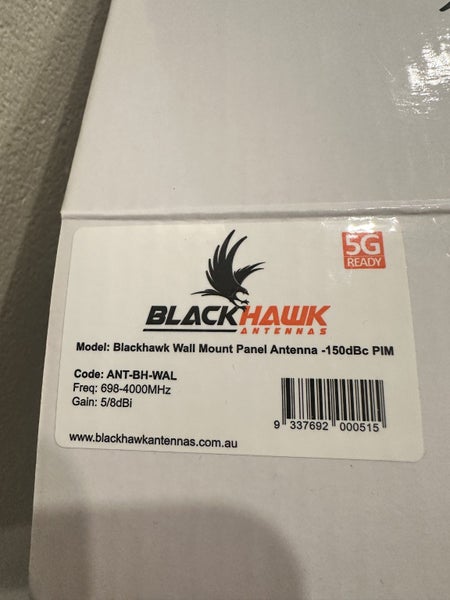 5G
READY
BLACKHAWK
ANTENNAS
Model: Blackhawk Wall Mount Panel Antenna -150dBc PIM
Code: ANT-BH-WAL
Freq: 698-4000MHz
Gain: 5/8dBi
9 337692 000515
www.blackhawkantennas.com.au